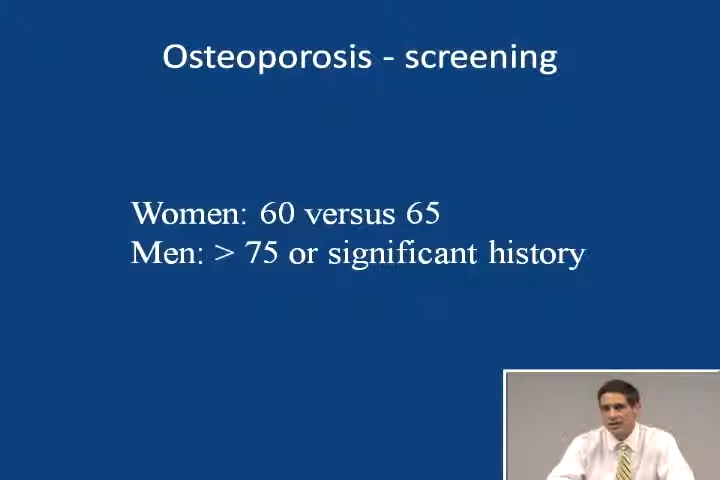 Osteoporosis - screening
Women: 60 versus 65
Men: > 75 or significant history